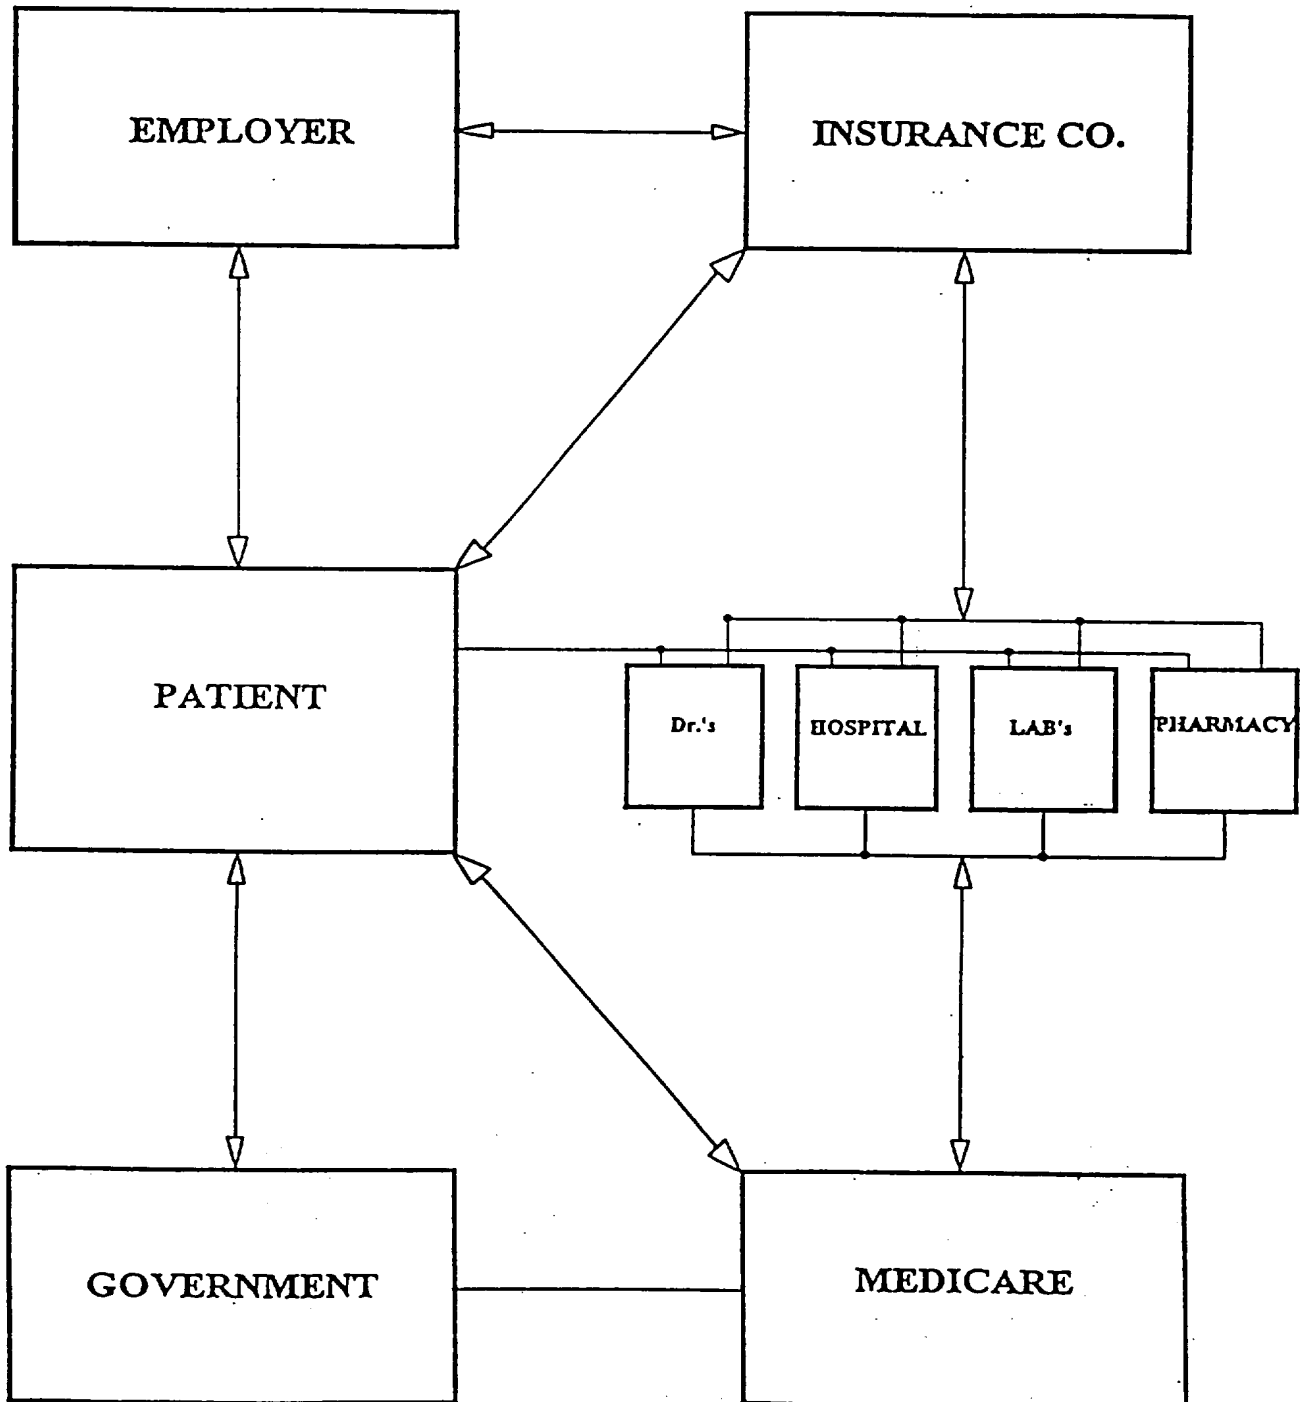 EMPLOYER
INSURANCE CO.
PATIENT
Dr.'s
HOSPITAL
LAB's
PHARMACY
GOVERNMENT
MEDICARE